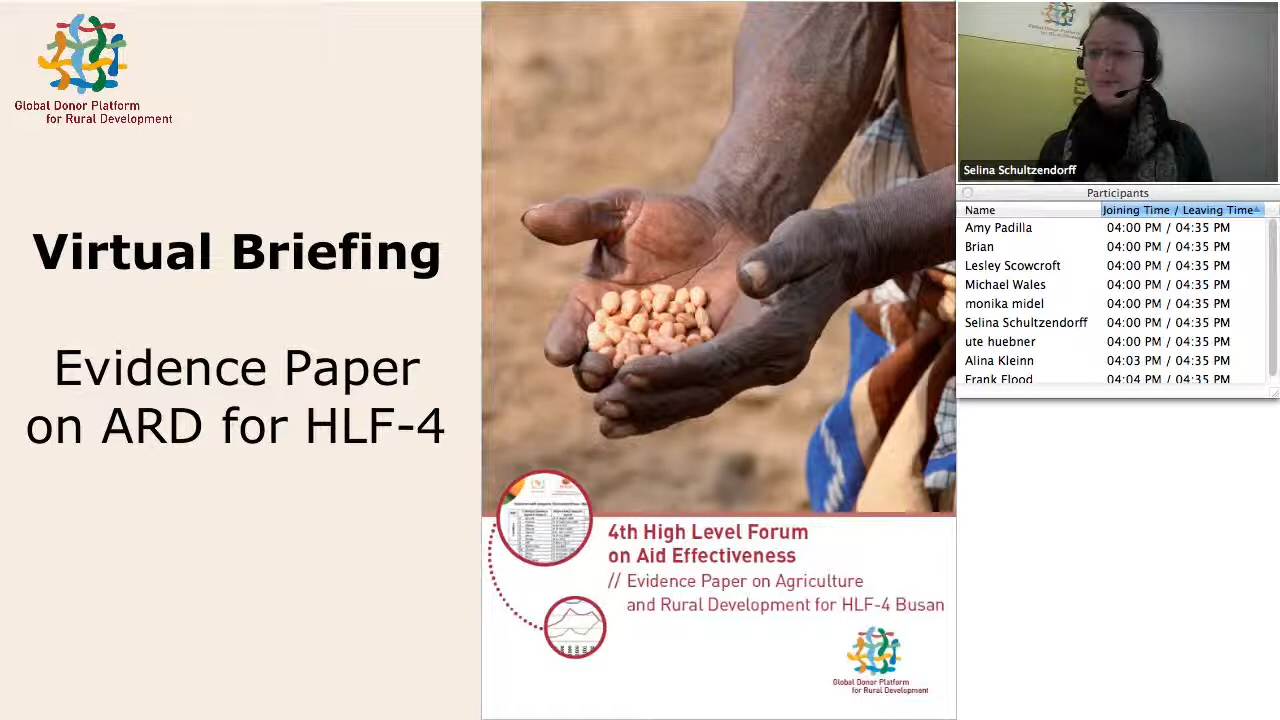 Global Donor Platform
for Rural Development
Virtual Briefing
Evidence Paper
on ARD for HLF-4
4th High Level Forum
on Aid Effectiveness
// Evidence Paper on Agriculture
and Rural Development for HLF-4 Busan
Global Donor Platform
for Rural Development
org
Selina Schultzendorff
Participants
Name Joining Time / Leaving Time
Amy Padilla 04:00 PM / 04:35 PM
Brian 04:00 PM / 04:35 PM
Lesley Scowcroft 04:00 PM / 04:35 PM
Michael Wales 04:00 PM / 04:35 PM
monika midel 04:00 PM / 04:35 PM
Selina Schultzendorff 04:00 PM / 04:35 PM
ute huebner 04:00 PM / 04:35 PM
Alina Kleinn 04:03 PM / 04:35 PM
Frank Flood 04:04 PM / 04:35 PM